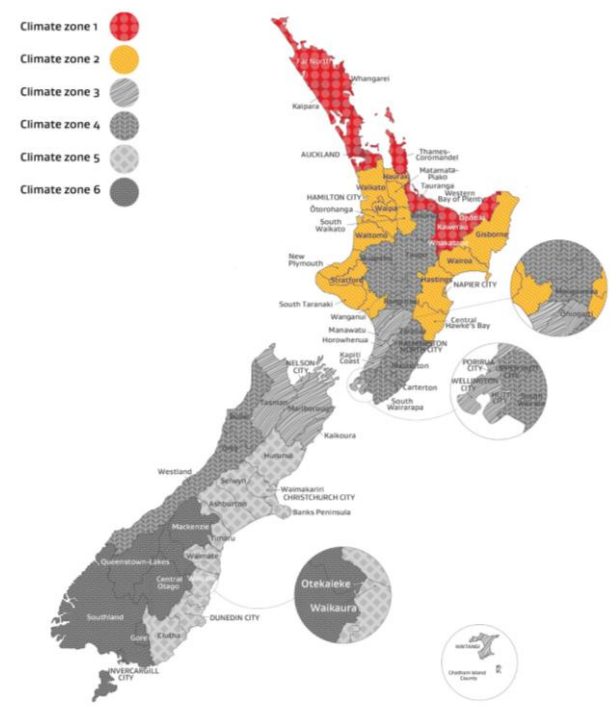 Climate zone 1
Climate zone 2
Climate zone 3
Climate zone 4
Climate zone 5
Climate zone 6
Far North
Whangarei
Kaipara
AUCKLAND
Thames-
Coromandel
Hauraki
Matamata-
Piako
Waikato
Tauranga
Western
Bay of Plenty
HAMILTON CITY
Waipa
Ōtorohanga
Opotiki
South
Waikato
Kawerau
Waitomo
Gisborne
Whakatane
Taupo
New
Plymouth
Wairoa
Stratford
Hastings
NAPIER CITY
South Taranaki
Rangitikei
Wanganui
Central
Hawke's Bay
Manawatu
Horowhenua
PALMERSTON
NORTH CITY
Kapiti
Coast
Masterton
Carterton
South
Wairarapa
PORIRUA
CITY
WELLINGTON
CITY
HUTT
CITY
NELSON
CITY
Tasman
Marlborough
Kaikoura
Hurunui
Westland
Selwyn
Waimakariri
CHRISTCHURCH CITY
Ashburton
Banks Peninsula
Mackenzie
Timaru
Waimate
Queenstown-Lakes
Central
Otago
Otekaieke
Waikaura
Southland
DUNEDIN CITY
Gore
Clutha
INVERCARGILL
CITY
WAITANGI
Chatham Island
County